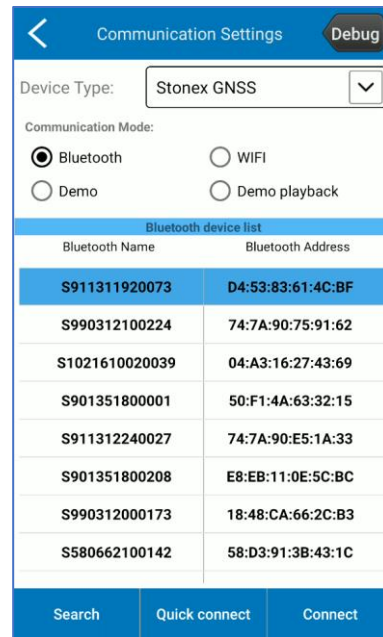 Communication Settings Debug
Device Type: Stonex GNSS
Communication Mode:
Bluetooth WIFI
Demo Demo playback
Bluetooth device list
Bluetooth Name Bluetooth Address
S911311920073 D4:53:83:61:4C:BF
S990312100224 74:7A:90:75:91:62
S1021610020039 04:A3:16:27:43:69
S901351800001 50:F1:4A:63:32:15
S911312240027 74:7A:90:E5:1A:33
S901351800208 E8:EB:11:0E:5C:BC
S990312000173 18:48:CA:66:2C:B3
S580662100142 58:D3:91:3B:43:1C
Search Quick connect Connect